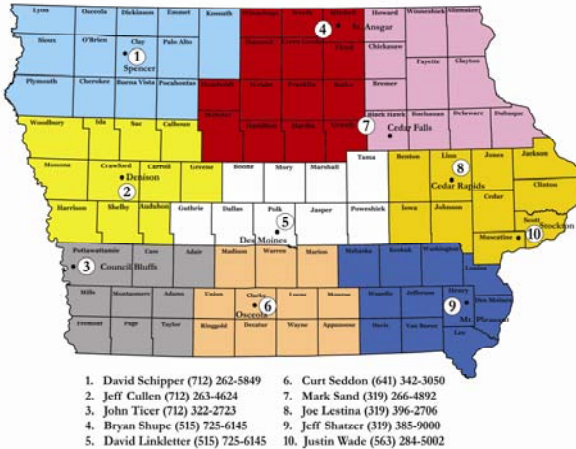 Lyon Osceola Dickinson Emmet Kossuth Howard Winneshiek
Sioux O'Brien Clay Palo Alto St. Ansgar Chickasaw Fayette Clayton
4
1
Spencer
Plymouth Cherokee Buena Vista Pocahontas Franklin Butler Bremer
Woodbury Ida Sac Calhoun Hamilton Hardin Grundy Black Hawk Buchanan Delaware Dubuque
7
Cedar Falls
Monona Crawford Carroll Greene Boone Story Marshall Tama Benton Linn Jones Jackson
Denison
2
8
Cedar Rapids
Clinton
Cedar
Harrison Shelby Audubon Guthrie Dallas Polk Jasper Poweshiek Iowa Johnson Scott
Stockton
Muscatine
5
Des Moines
10
Pottawattamie Cass Adair Madison Warren Marion Mahaska Keokuk Washington Louisa
3
Council Bluffs
Mills Montgomery Adams Union Clarke Lucas Monroe Wapello Jefferson Henry Des Moines
6
Osceola
9
Mt. Pleasant
Fremont Page Taylor Ringgold Decatur Wayne Appanoose Davis Van Buren Lee
1. David Schipper (712) 262-5849
2. Jeff Cullen (712) 263-4624
3. John Ticer (712) 322-2723
4. Bryan Shupe (515) 725-6145
5. David Linkletter (515) 725-6145
6. Curt Seddon (641) 342-3050
7. Mark Sand (319) 266-4892
8. Joe Lestina (319) 396-2706
9. Jeff Shatzer (319) 385-9000
10. Justin Wade (563) 284-5002